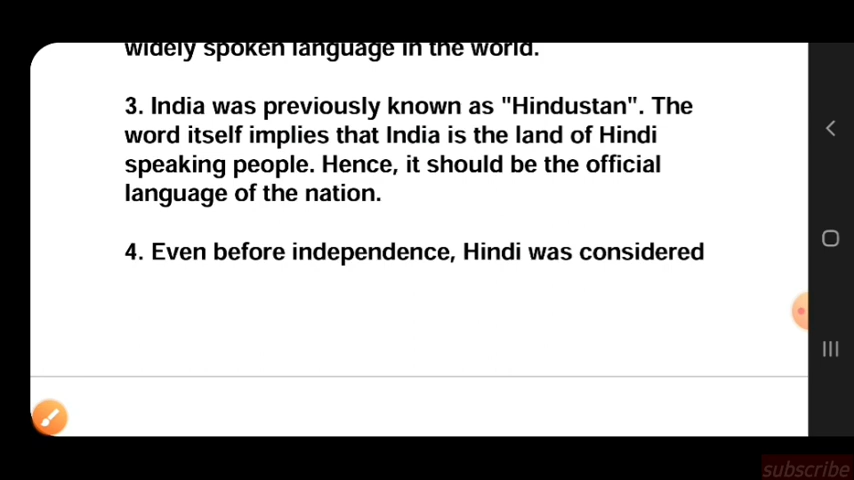 widely spoken language in the world.
3. India was previously known as "Hindustan". The
word itself implies that India is the land of Hindi
speaking people. Hence, it should be the official
language of the nation.
4. Even before independence, Hindi was considered
subscribe